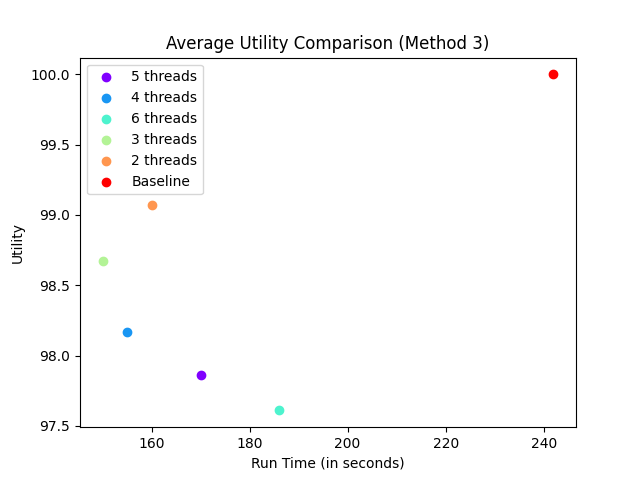 Average Utility Comparison (Method 3)
5 threads
4 threads
6 threads
3 threads
2 threads
Baseline
100.0
99.5
99.0
98.5
98.0
97.5
Utility
160
180
200
220
240
Run Time (in seconds)